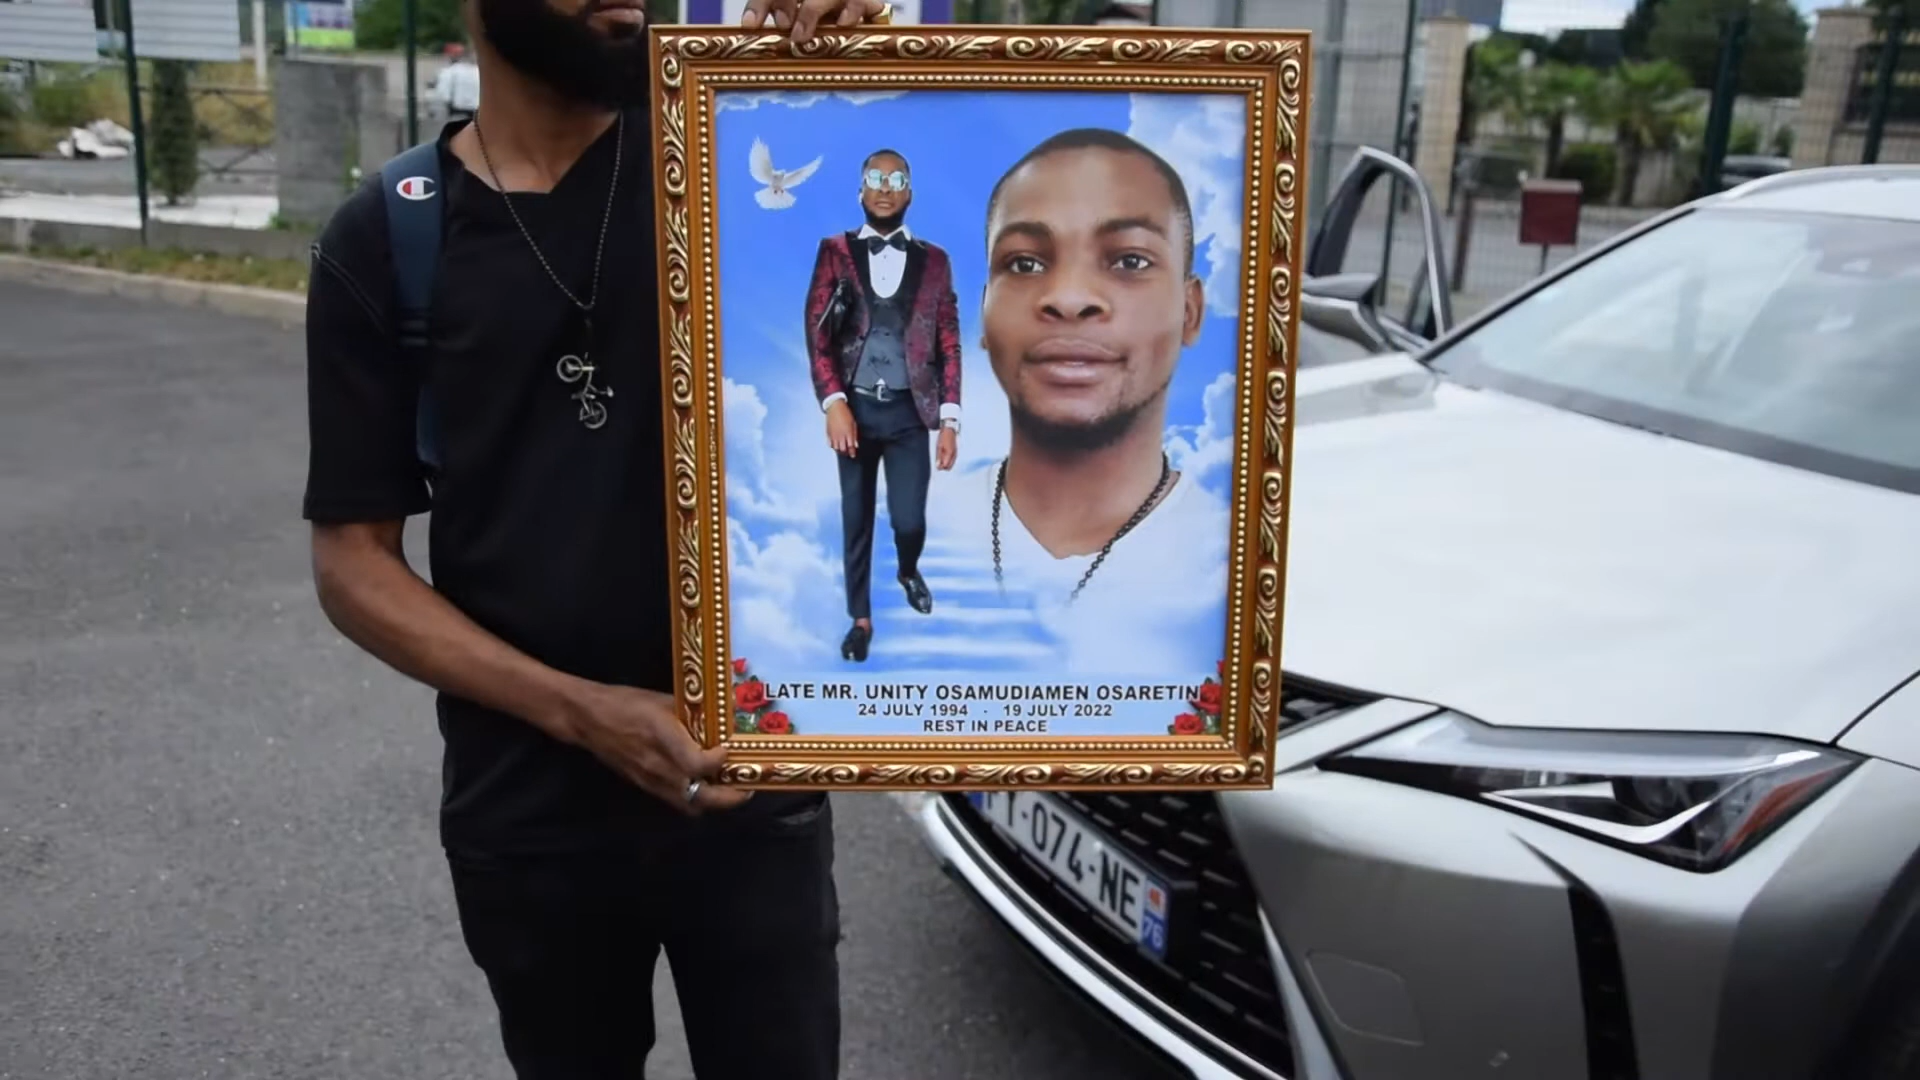 LATE MR. UNITY OSAMUDIAMEN OSARETIN
24 JULY 1994 - 19 JULY 2022
REST IN PEACE
Y-074-NE
76